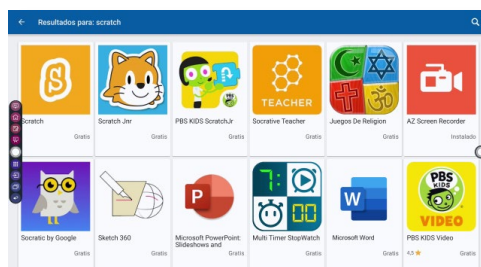 Resultados para: scratch
S
TEACHER
Scratch
Scratch Jnr
PBS KIDS ScratchJr
Socrative Teacher
Juegos De Religion
AZ Screen Recorder
Gratis
Gratis
Gratis
Gratis
Gratis
Instalado
P
7:
00
W
PBS
KIDS
VIDEO
Socratic by Google
Sketch 360
Microsoft PowerPoint:
Slideshows and
Multi Timer StopWatch
Microsoft Word
PBS KIDS Video
Gratis
Gratis
Gratis
Gratis
Gratis
4,5 ★
Gratis